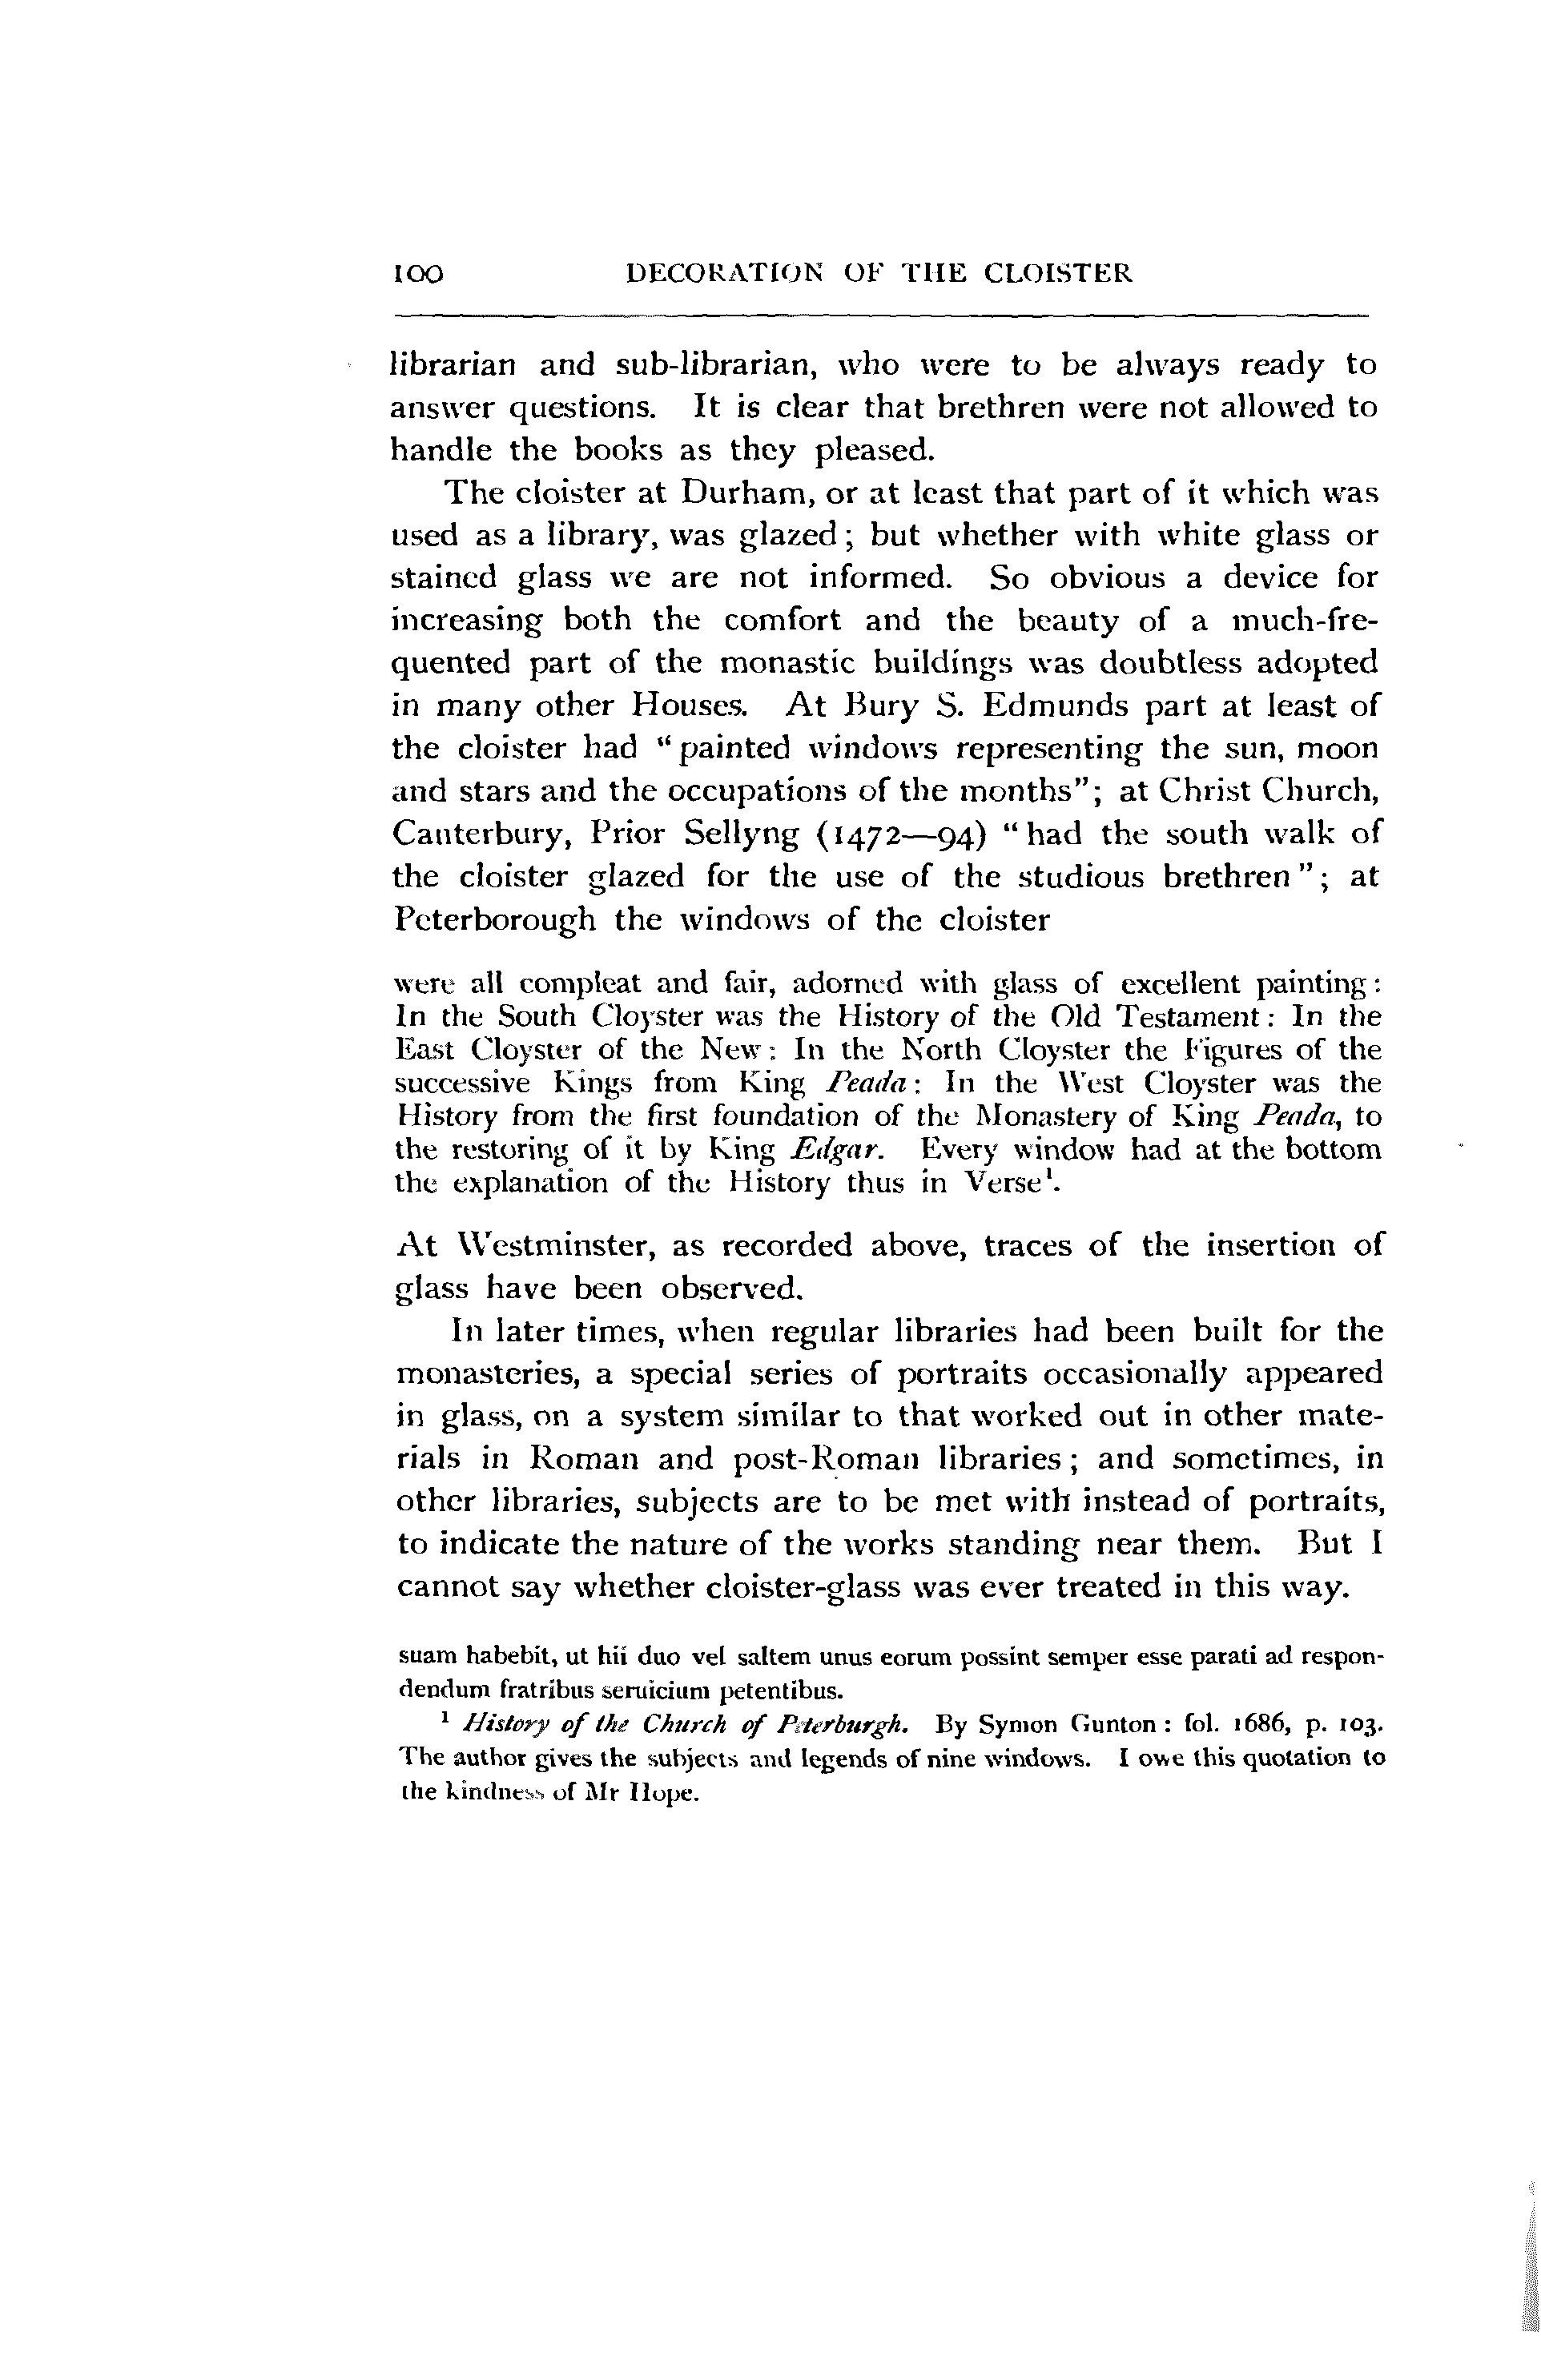 100 DECORATION OF THE CLOISTER
librarian and sub-librarian, who were to be always ready to
answer questions. It is clear that brethren were not allowed to
handle the books as they pleased.
The cloister at Durham, or at least that part of it which was
used as a library, was glazed; but whether with white glass or
stained glass we are not informed. So obvious a device for
increasing both the comfort and the beauty of a much-fre-
quented part of the monastic buildings was doubtless adopted
in many other Houses. At Bury S. Edmunds part at least of
the cloister had "painted windows representing the sun, moon
and stars and the occupations of the months"; at Christ Church,
Canterbury, Prior Sellyng (1472—94) "had the south walk of
the cloister glazed for the use of the studious brethren"; at
Peterborough the windows of the cloister
were all compleat and fair, adorned with glass of excellent painting:
In the South Cloyster was the History of the Old Testament: In the
East Cloyster of the New: In the North Cloyster the Figures of the
successive Kings from King Peada: In the West Cloyster was the
History from the first foundation of the Monastery of King Peada, to
the restoring of it by King Edgar. Every window had at the bottom
the explanation of the History thus in Verse¹.
At Westminster, as recorded above, traces of the insertion of
glass have been observed.
In later times, when regular libraries had been built for the
monasteries, a special series of portraits occasionally appeared
in glass, on a system similar to that worked out in other mate-
rials in Roman and post-Roman libraries; and sometimes, in
other libraries, subjects are to be met with instead of portraits,
to indicate the nature of the works standing near them. But I
cannot say whether cloister-glass was ever treated in this way.
suam habebit, ut hii duo vel saltem unus eorum possint semper esse parati ad respon-
dendum fratribus seruicium petentibus.
¹ History of the Church of Peterburgh. By Symon Gunton: fol. 1686, p. 103.
The author gives the subjects and legends of nine windows. I owe this quotation to
the kindness of Mr Hope.